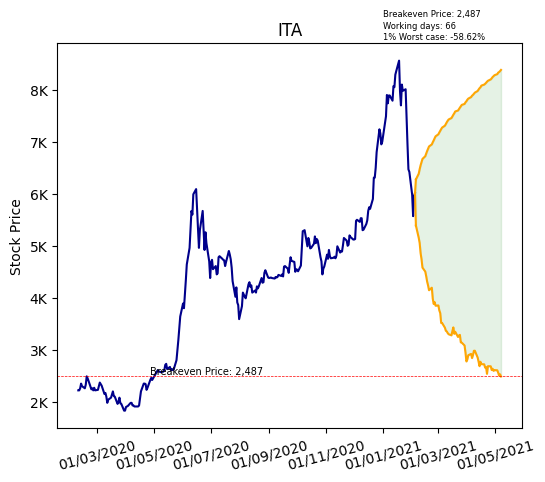 Breakeven Price: 2,487
Working days: 66
1% Worst case: -58.62%
ITA
Stock Price
8K
7K
6K
5K
4K
3K
2K
Breakeven Price: 2,487
01/03/2020 01/05/2020 01/07/2020 01/09/2020 01/11/2020 01/01/2021 01/03/2021 01/05/2021